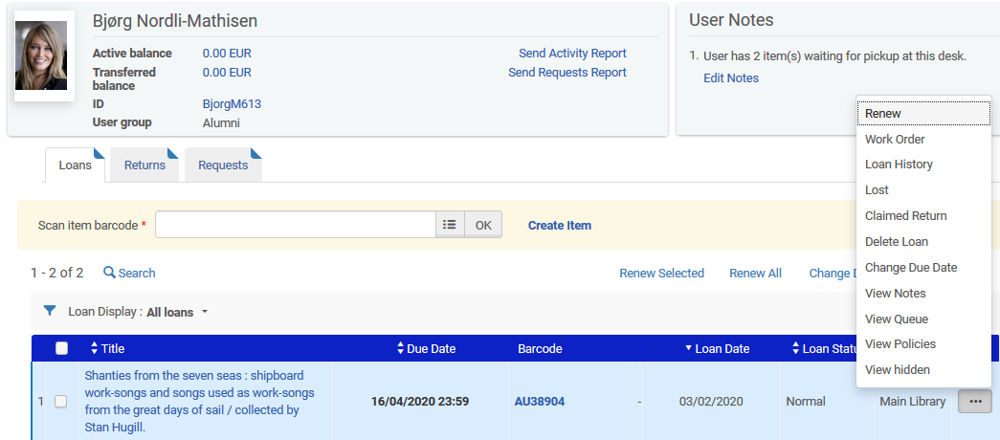 Bjørg Nordli-Mathisen
Active balance 0.00 EUR Send Activity Report
Transferred balance 0.00 EUR Send Requests Report
ID BjorgM613
User group Alumni
User Notes
1. User has 2 item(s) waiting for pickup at this desk.
Edit Notes
Renew
Work Order
Loan History
Lost
Claimed Return
Delete Loan
Change Due Date
View Notes
View Queue
View Policies
View hidden
Loans Returns Requests
Scan item barcode * OK Create Item
1 - 2 of 2 Search Renew Selected Renew All Change D
Loan Display : All loans
Title Due Date Barcode Loan Date Loan Statu
1 Shanties from the seven seas : shipboard
work-songs and songs used as work-songs
from the great days of sail / collected by
Stan Hugill.
16/04/2020 23:59 AU38904 - 03/02/2020 Normal Main Library ...